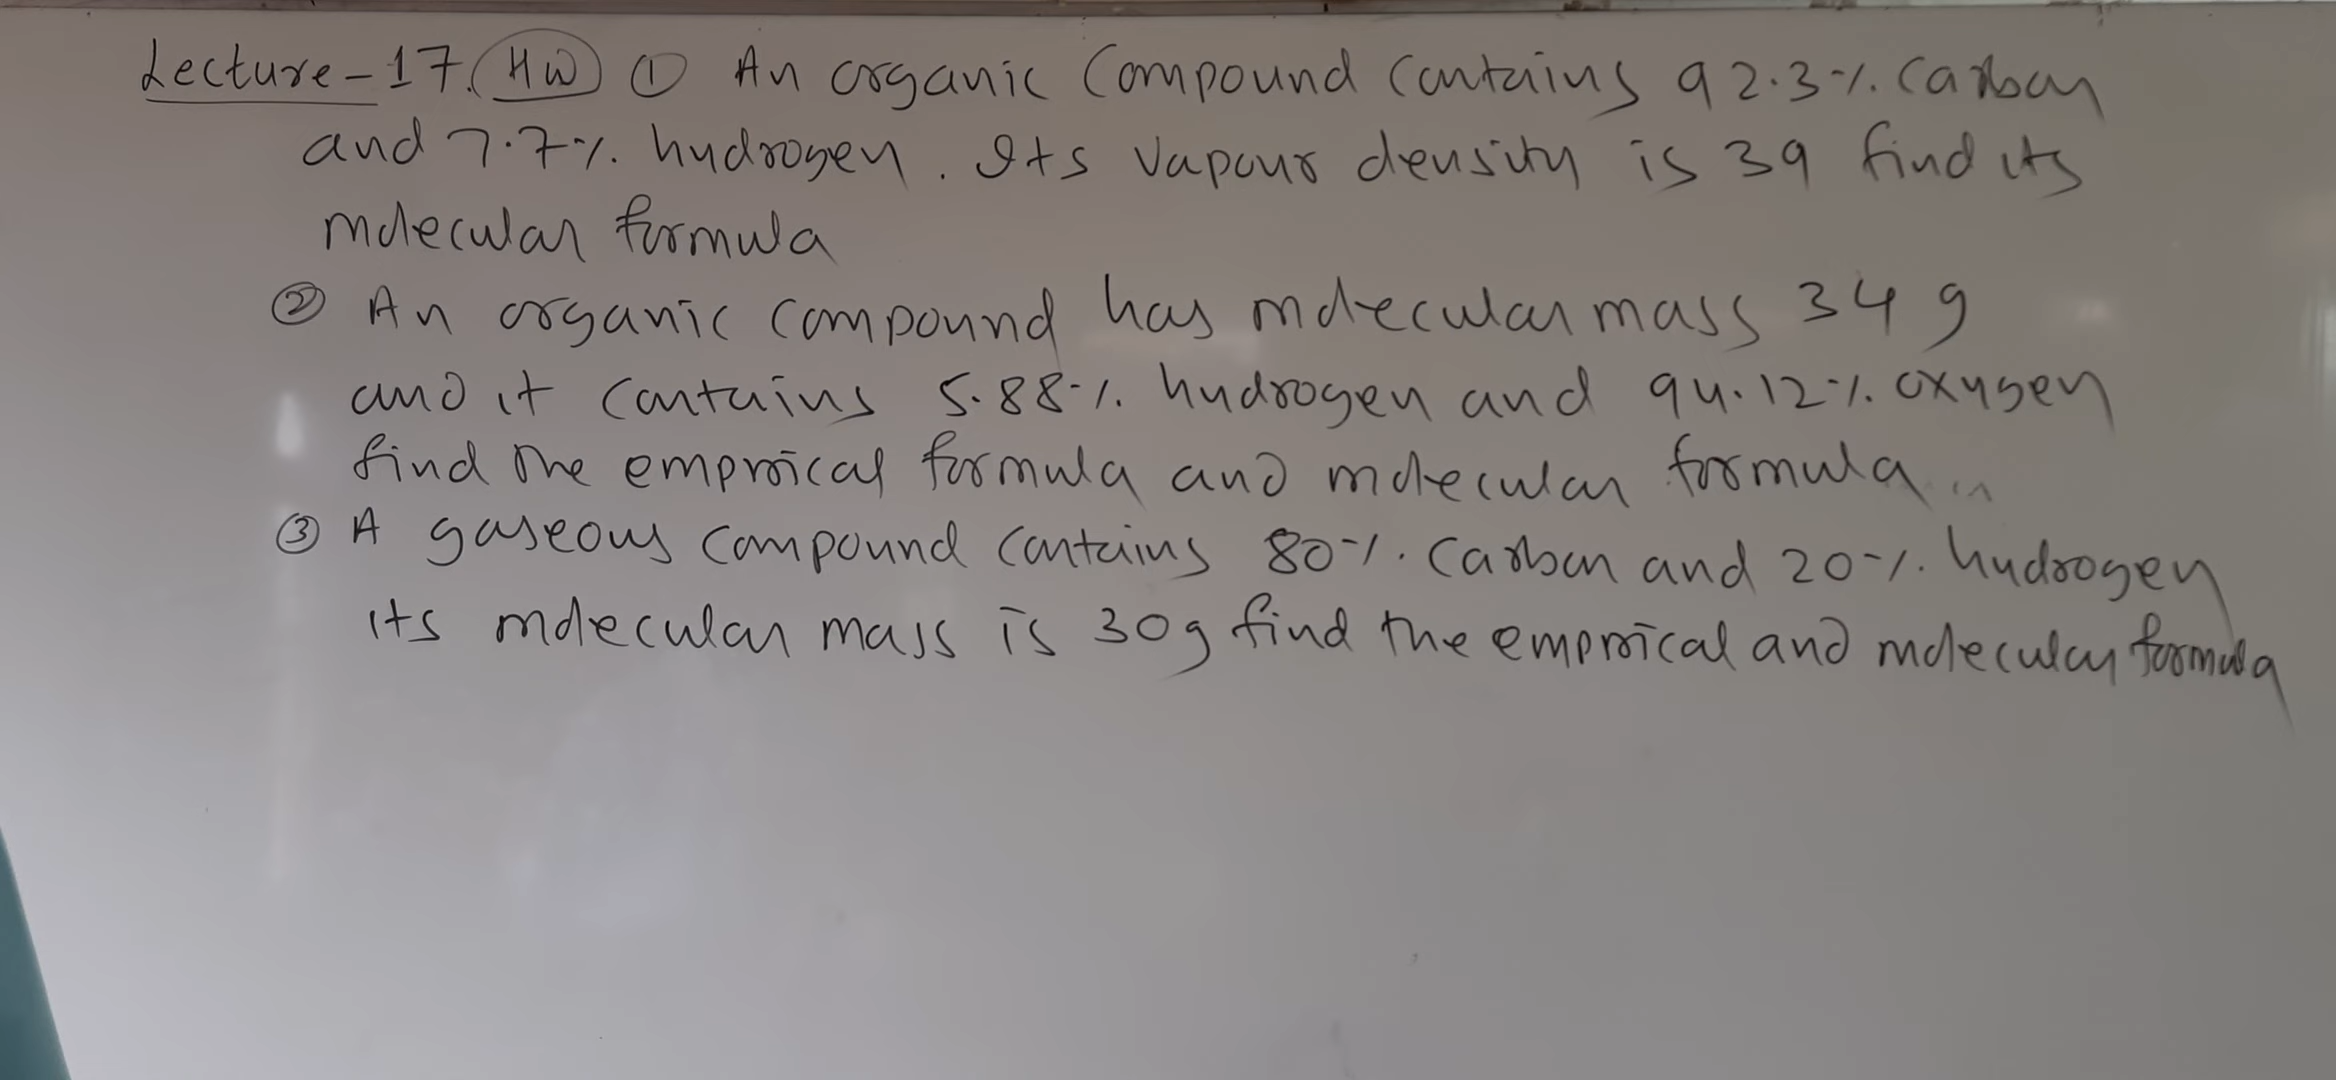 Lecture-17. HW ① An organic Compound contains 92.3%. Carbon
and 7.7%. hydrogen. Its vapour density is 39 find its
molecular formula
② An organic compound has molecular mass 34 g
and it contains 5.88%. hydrogen and 94.12%. oxygen
find the emprical formula and molecular formula
③ A gaseous compound contains 80%. Carbon and 20%. hydrogen
its molecular mass is 30g find the emprical and molecular formula